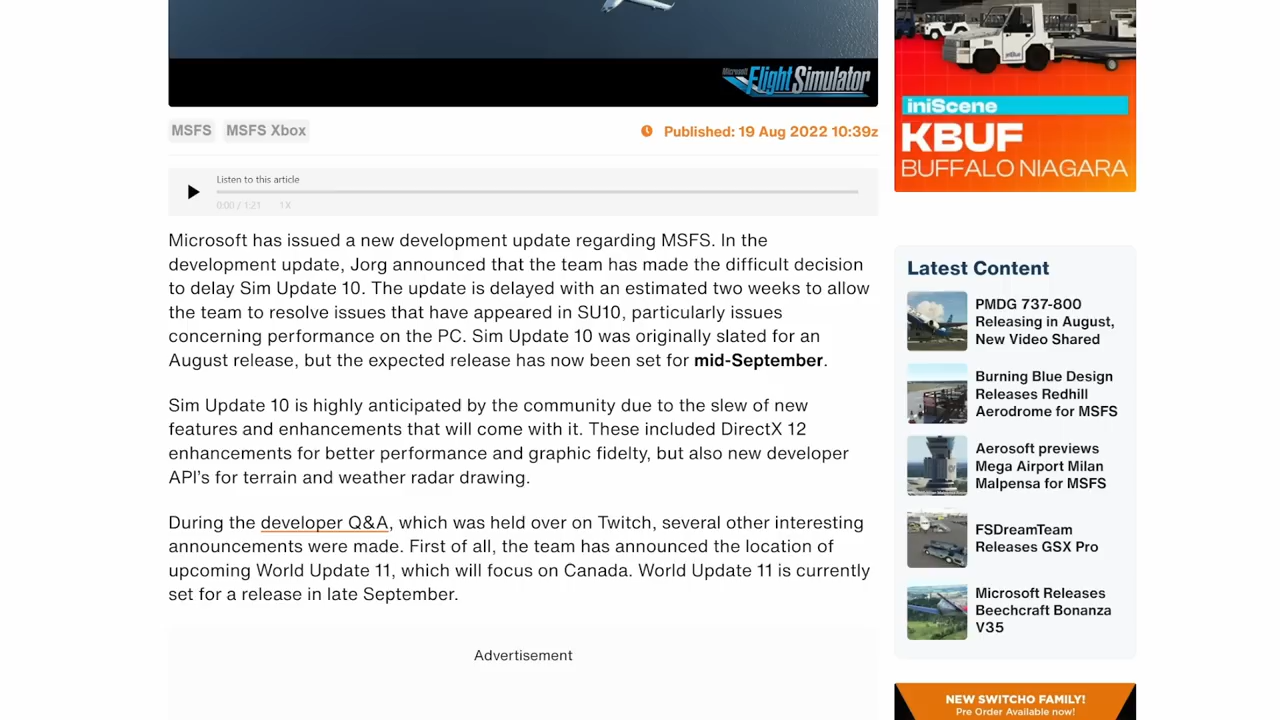 Microsoft
Flight Simulator
MSFS
MSFS Xbox
Published: 19 Aug 2022 10:39z
Listen to this article
0:00 / 1:21
1X
Microsoft has issued a new development update regarding MSFS. In the
development update, Jorg announced that the team has made the difficult decision
to delay Sim Update 10. The update is delayed with an estimated two weeks to allow
the team to resolve issues that have appeared in SU10, particularly issues
concerning performance on the PC. Sim Update 10 was originally slated for an
August release, but the expected release has now been set for mid-September.
Sim Update 10 is highly anticipated by the community due to the slew of new
features and enhancements that will come with it. These included DirectX 12
enhancements for better performance and graphic fidelty, but also new developer
API's for terrain and weather radar drawing.
During the developer Q&A, which was held over on Twitch, several other interesting
announcements were made. First of all, the team has announced the location of
upcoming World Update 11, which will focus on Canada. World Update 11 is currently
set for a release in late September.
Advertisement
jetBlue
iniScene
KBUF
BUFFALO NIAGARA
Latest Content
PMDG 737-800
Releasing in August,
New Video Shared
Burning Blue Design
Releases Redhill
Aerodrome for MSFS
Aerosoft previews
Mega Airport Milan
Malpensa for MSFS
FSDreamTeam
Releases GSX Pro
Microsoft Releases
Beechcraft Bonanza
V35
NEW SWITCHO FAMILY!
Pre Order Available now!